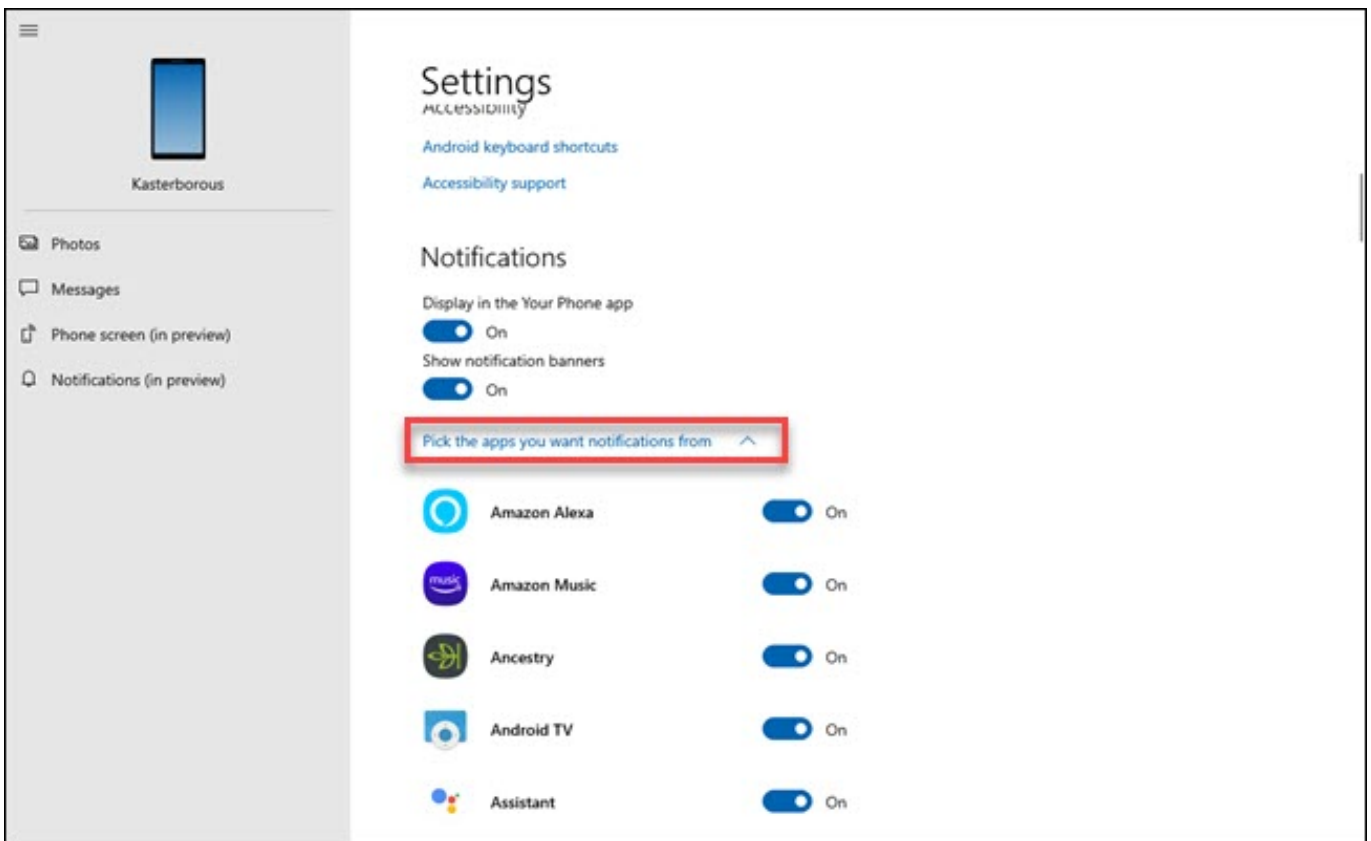 Settings
Accessibility
Android keyboard shortcuts
Accessibility support
Kasterborous
Photos
Messages
Phone screen (in preview)
Notifications (in preview)
Notifications
Display in the Your Phone app
On
Show notification banners
On
Pick the apps you want notifications from
Amazon Alexa On
music
Amazon Music On
Ancestry On
Android TV On
Assistant On